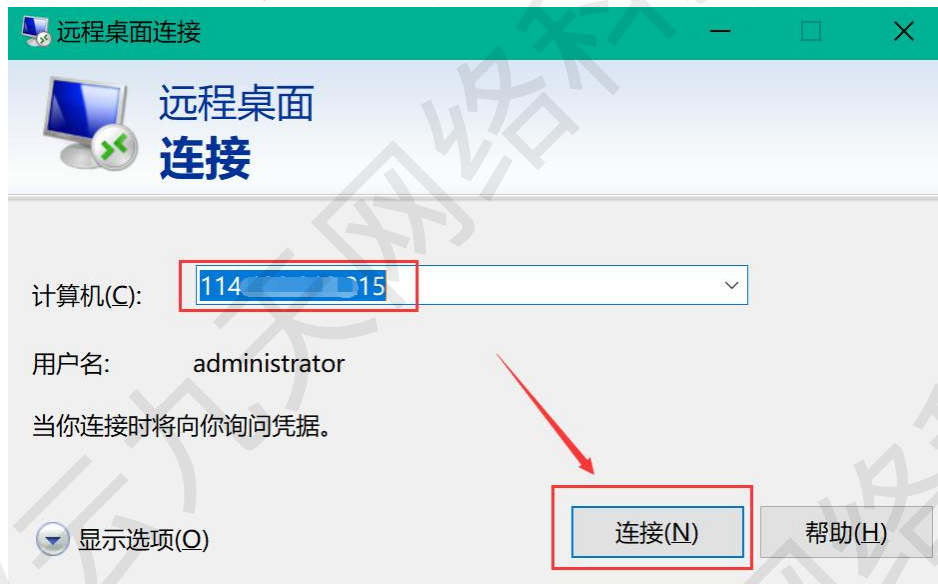 远程桌面连接
远程桌面
连接
计算机(C):
用户名: administrator
当你连接时将向你询问凭据。
显示选项(O)
连接(N)
帮助(H)